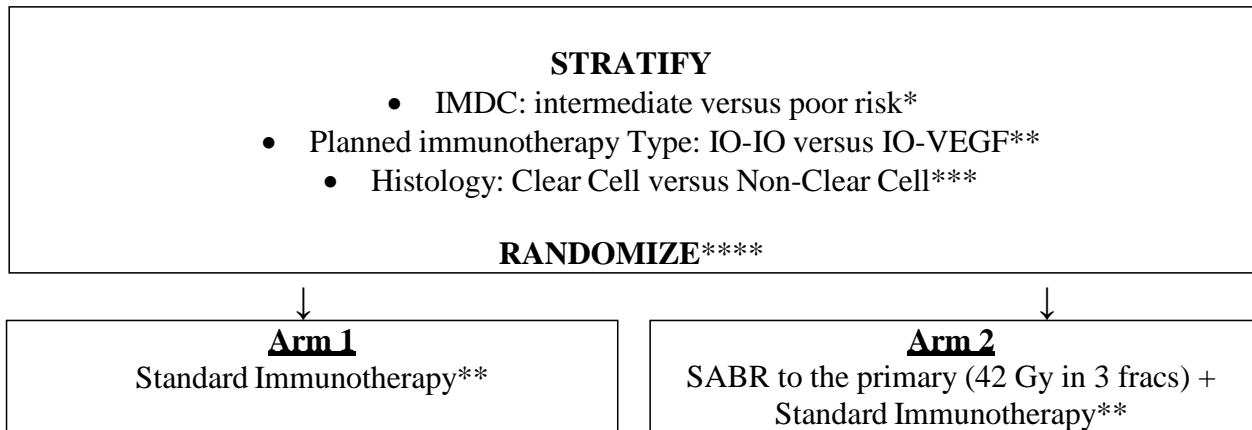 STRATIFY
• IMDC: intermediate versus poor risk*
• Planned immunotherapy Type: IO-IO versus IO-VEGF**
• Histology: Clear Cell versus Non-Clear Cell***
RANDOMIZE****
↓ ↓
Arm 1
Standard Immunotherapy**
Arm 2
SABR to the primary (42 Gy in 3 fracs) +
Standard Immunotherapy**